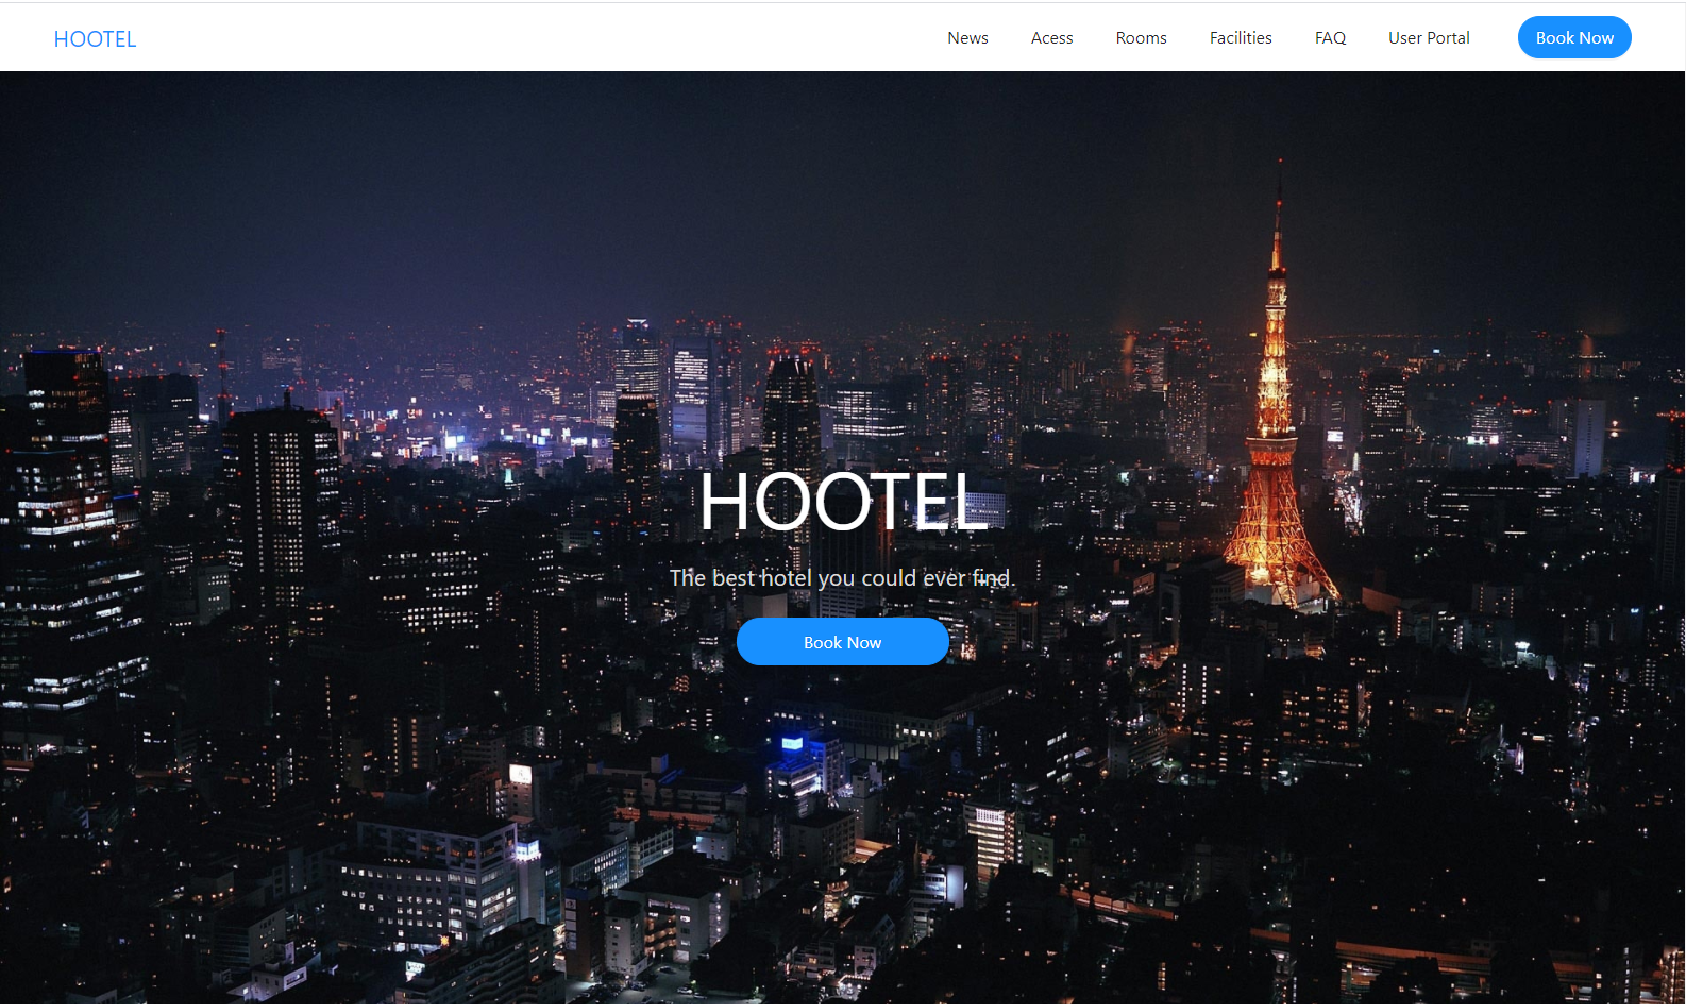 HOOTEL
News Acess Rooms Facilities FAQ User Portal Book Now
HOOTEL
The best hotel you could ever find.
Book Now